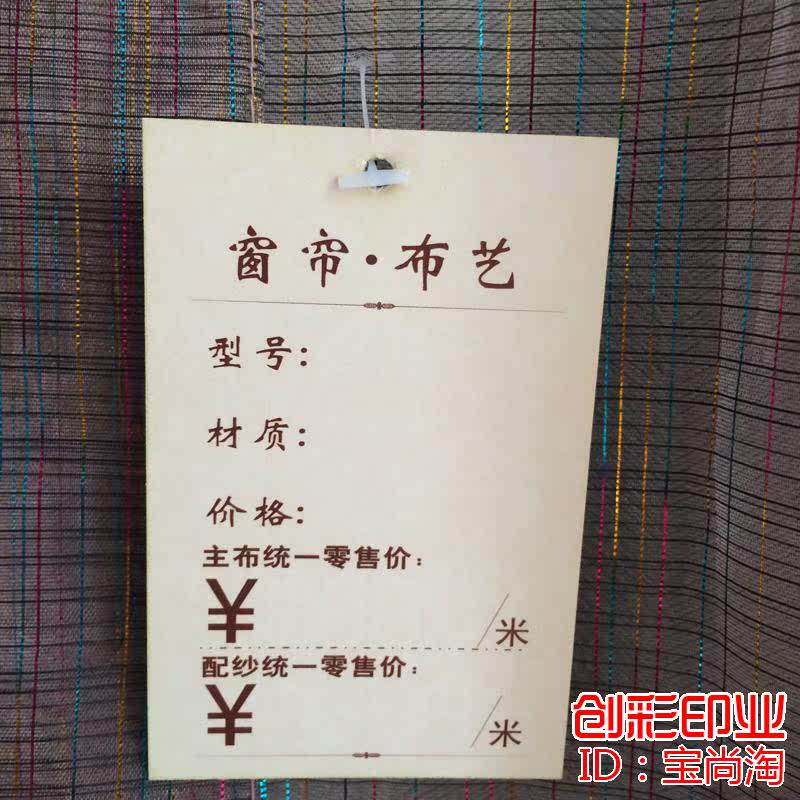 窗帘·布艺
型号:
材质:
价格:
主布统一零售价:
¥ /米
配纱统一零售价:
¥ /米
创彩印业
ID:宝尚淘